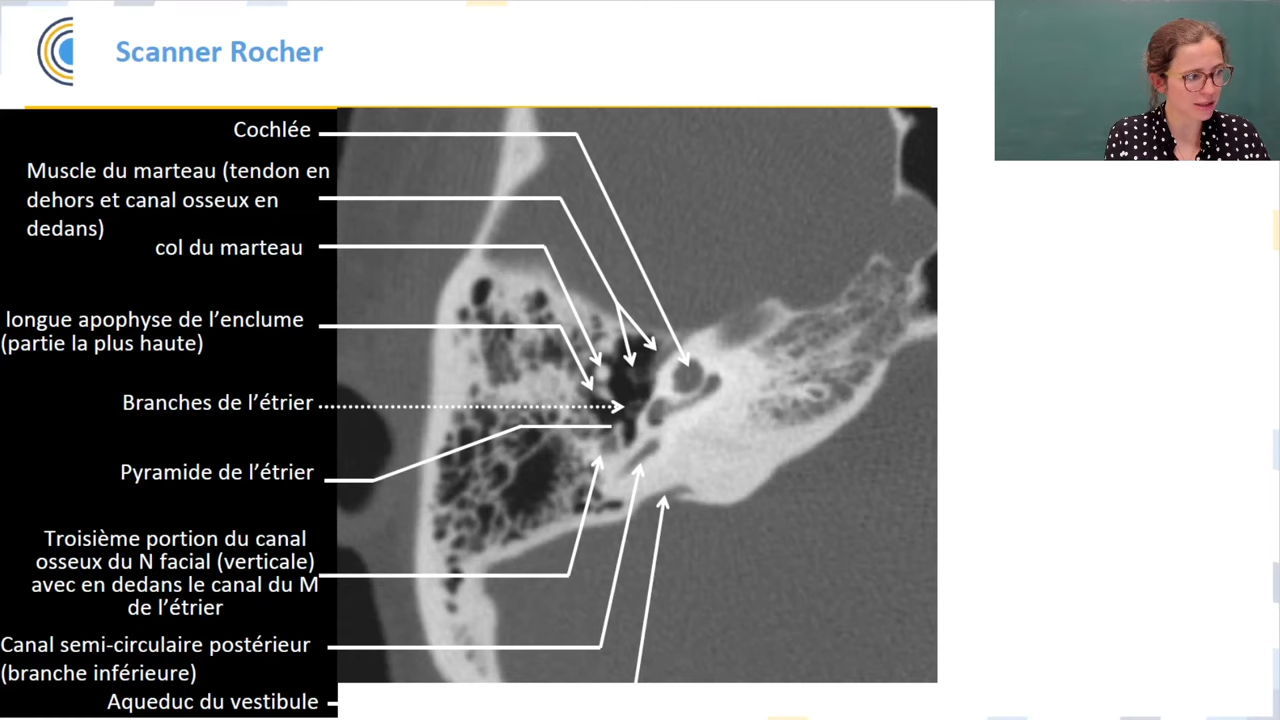 Scanner Rocher
Cochlée
Muscle du marteau (tendon en
dehors et canal osseux en
dedans)
col du marteau
longue apophyse de l’enclume
(partie la plus haute)
Branches de l’étrier
Pyramide de l’étrier
Troisième portion du canal
osseux du N facial (verticale)
avec en dedans le canal du M
de l’étrier
Canal semi-circulaire postérieur
(branche inférieure)
Aqueduc du vestibule